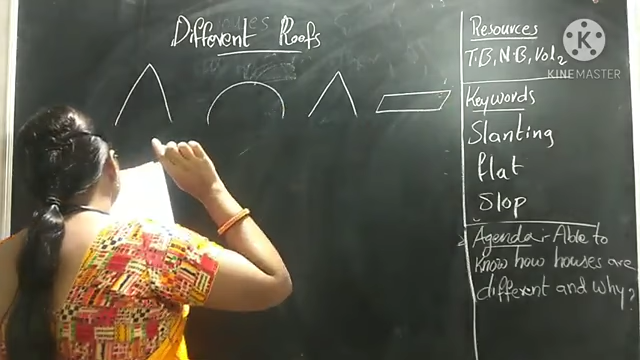 Different Roofs
Resources
T.B, N.B, Vol2
Keywords
Slanting
flat
Slop
Agenda:- Able to
know how houses are
different and why?
KINEMASTER